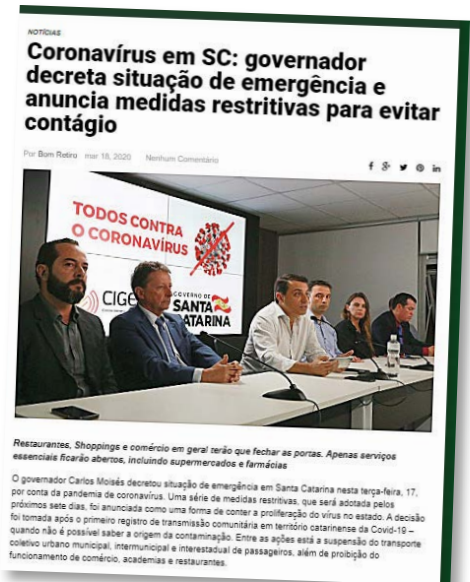 NOTÍCIAS
Coronavírus em SC: governador
decreta situação de emergência e
anuncia medidas restritivas para evitar
contágio
Por Bom Retiro mar 18, 2020 Nenhum Comentário
TODOS CONTRA
O CORONAVÍRUS
CIGE
GOVERNO DE
SANTA
CATARINA
Restaurantes, Shoppings e comércio em geral terão que fechar as portas. Apenas serviços
essenciais ficarão abertos, incluindo supermercados e farmácias
O governador Carlos Moisés decretou situação de emergência em Santa Catarina nesta terça-feira, 17,
por conta da pandemia de coronavírus. Uma série de medidas restritivas, que será adotada pelos
próximos sete dias, foi anunciada como uma forma de conter a proliferação do vírus no estado. A decisão
foi tomada após o primeiro registro de transmissão comunitária em território catarinense da Covid-19 –
quando não é possível saber a origem da contaminação. Entre as ações está a suspensão do transporte
coletivo urbano municipal, intermunicipal e interestadual de passageiros, além de proibição do
funcionamento de comércio, academias e restaurantes.